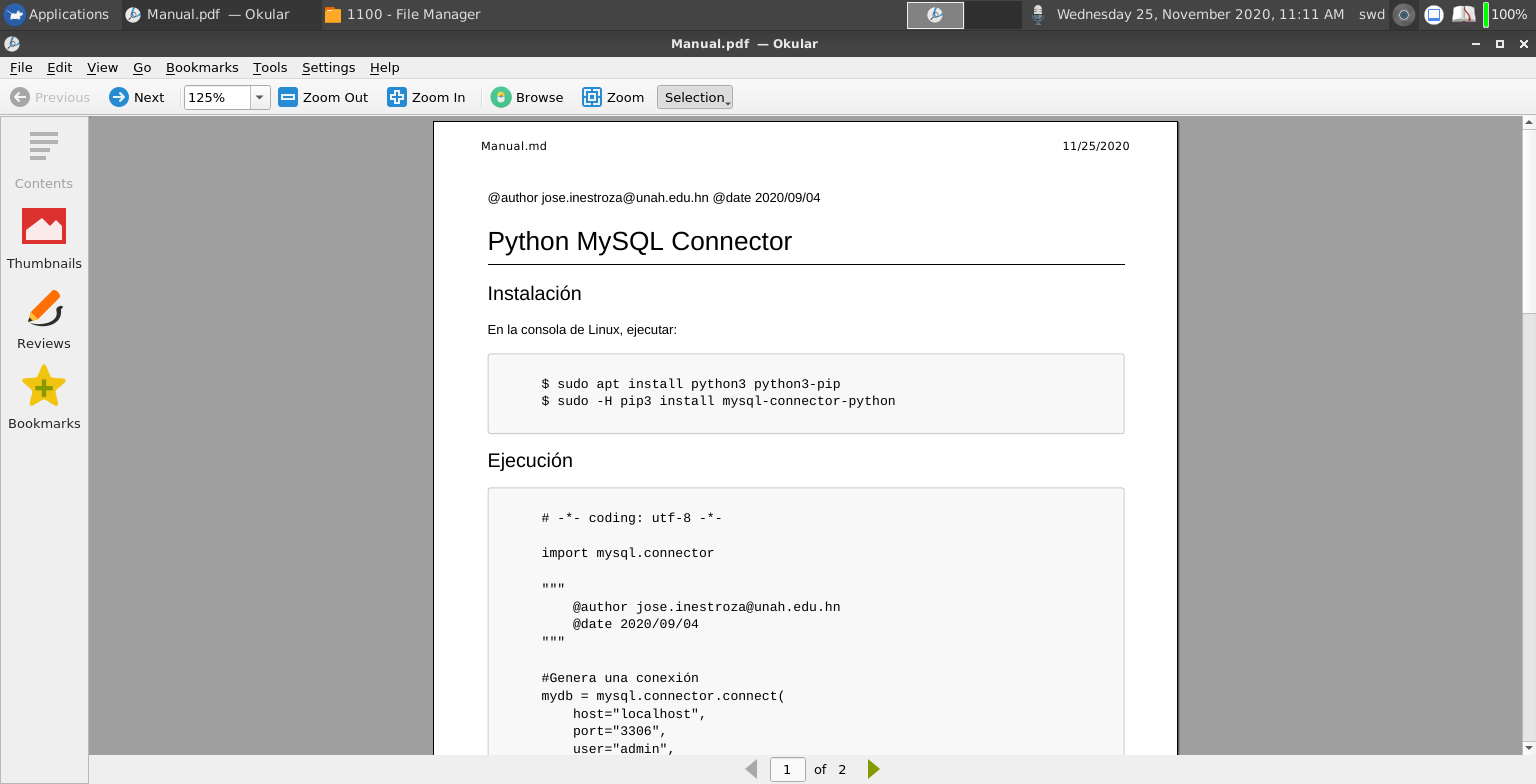 Applications Manual.pdf — Okular 1100 - File Manager Wednesday 25, November 2020, 11:11 AM swd 100%
Manual.pdf — Okular
File Edit View Go Bookmarks Tools Settings Help
Previous Next 125% Zoom Out Zoom In Browse Zoom Selection
Contents
Thumbnails
Reviews
Bookmarks
Manual.md 11/25/2020
@author jose.inestroza@unah.edu.hn @date 2020/09/04
Python MySQL Connector
Instalación
En la consola de Linux, ejecutar:
$ sudo apt install python3 python3-pip
$ sudo -H pip3 install mysql-connector-python
Ejecución
# -*- coding: utf-8 -*-
import mysql.connector
"""
@author jose.inestroza@unah.edu.hn
@date 2020/09/04
"""
#Genera una conexión
mydb = mysql.connector.connect(
host="localhost",
port="3306",
user="admin",
1 of 2